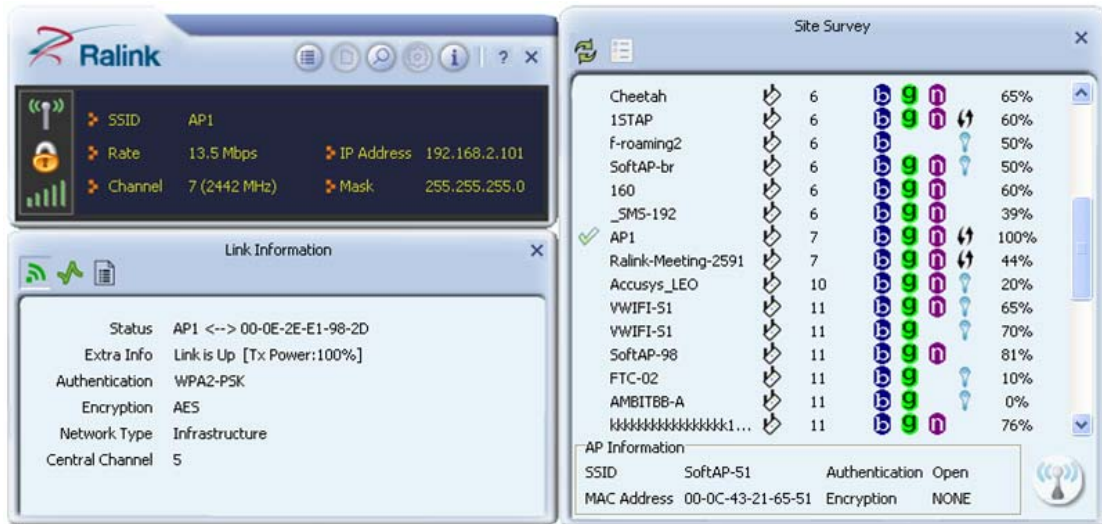 Ralink
SSID AP1
Rate 13.5 Mbps IP Address 192.168.2.101
Channel 7 (2442 MHz) Mask 255.255.255.0
Link Information
Status AP1 <--> 00-0E-2E-E1-98-2D
Extra Info Link is Up [Tx Power:100%]
Authentication WPA2-PSK
Encryption AES
Network Type Infrastructure
Central Channel 5
Site Survey
Cheetah 6 b g n 65%
1STAP 6 b g n 60%
f-roaming2 6 b 50%
SoftAP-br 6 b g n 50%
160 6 b g n 60%
_SMS-192 6 b g n 39%
AP1 7 b g n 100%
Ralink-Meeting-2591 7 b g n 44%
Accusys_LEO 10 b g n 20%
VWIFI-S1 11 b g n 65%
VWIFI-S1 11 b g 70%
SoftAP-98 11 b g n 81%
FTC-02 11 b g 10%
AMBITBB-A 11 b g 0%
11 b g n 76%
AP Information
SSID SoftAP-51 Authentication Open
MAC Address 00-0C-43-21-65-51 Encryption NONE